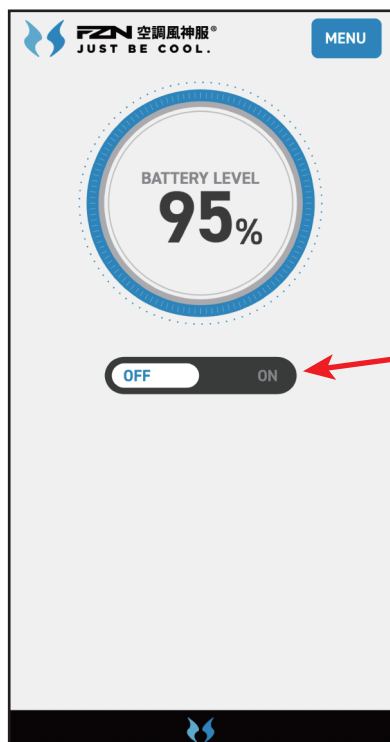 FZN 空調風神服®
JUST BE COOL.
MENU
BATTERY LEVEL
95%
OFF
ON